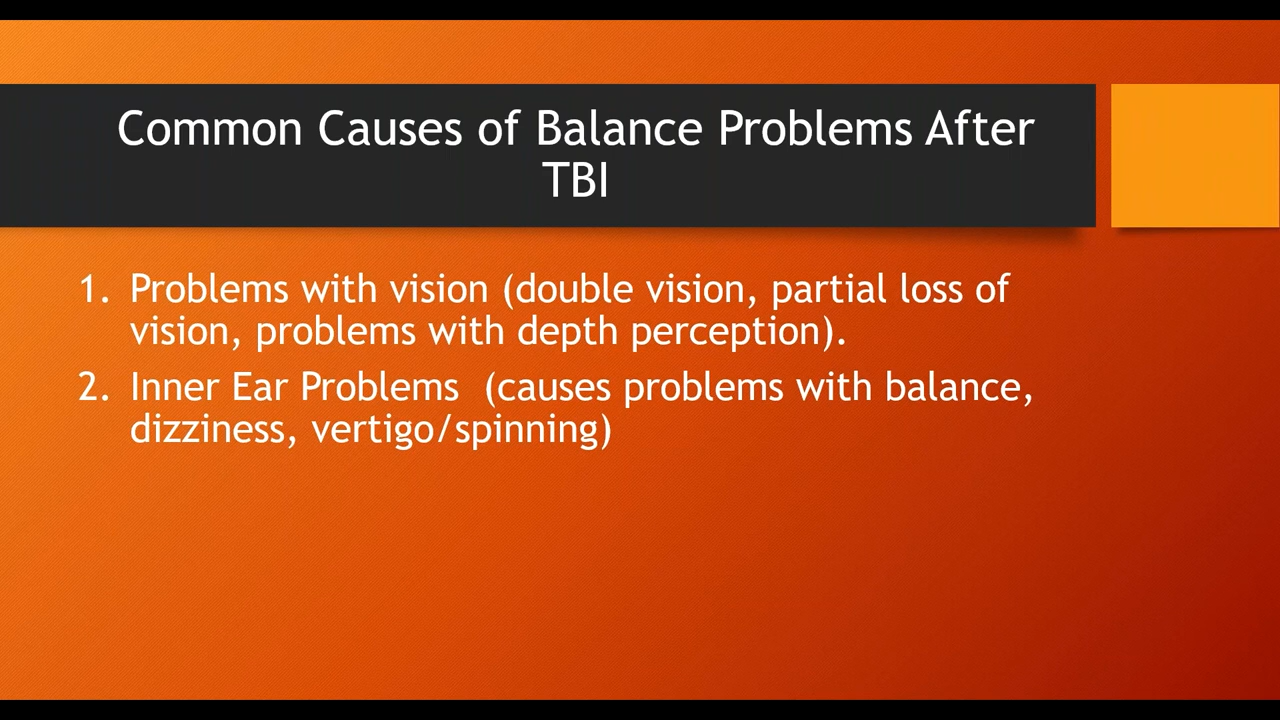 Common Causes of Balance Problems After
TBI
1. Problems with vision (double vision, partial loss of
vision, problems with depth perception).
2. Inner Ear Problems  (causes problems with balance,
dizziness, vertigo/spinning)